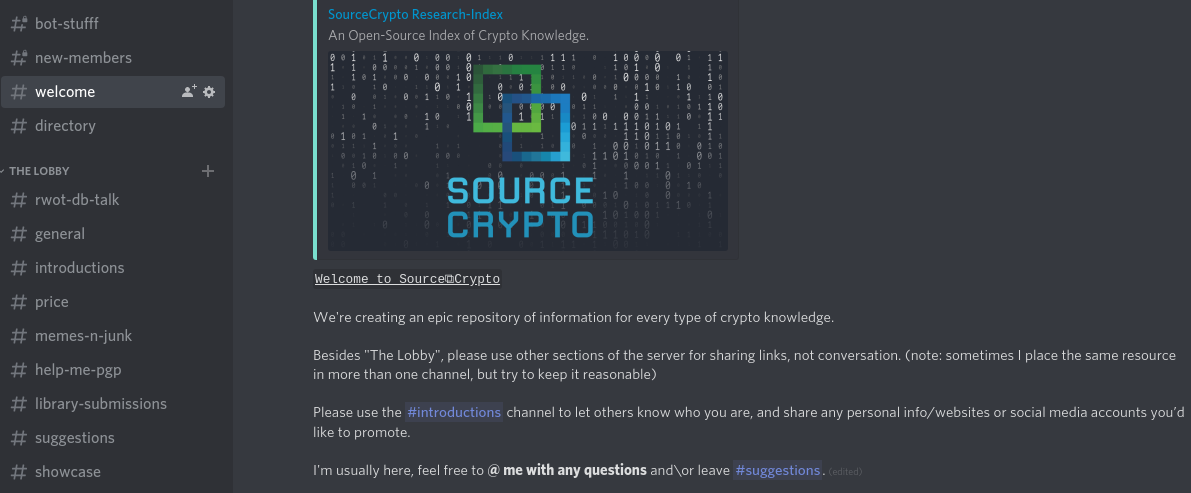 bot-stufff
new-members
welcome
directory
THE LOBBY
rwot-db-talk
general
introductions
price
memes-n-junk
help-me-pgp
library-submissions
suggestions
showcase
SourceCrypto Research-Index
An Open-Source Index of Crypto Knowledge.
SOURCE
CRYPTO
Welcome to Source⧉Crypto
We're creating an epic repository of information for every type of crypto knowledge.
Besides "The Lobby", please use other sections of the server for sharing links, not conversation. (note: sometimes I place the same resource
in more than one channel, but try to keep it reasonable)
Please use the #introductions channel to let others know who you are, and share any personal info/websites or social media accounts you'd
like to promote.
I'm usually here, feel free to @ me with any questions and\or leave #suggestions. (edited)